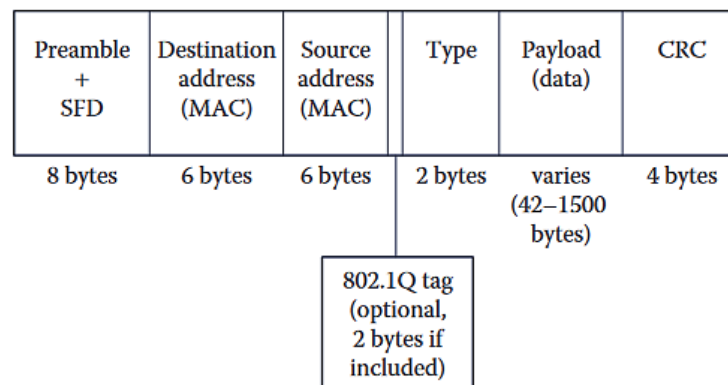 Preamble
+
SFD
Destination
address
(MAC)
Source
address
(MAC)
Type
Payload
(data)
CRC
8 bytes
6 bytes
6 bytes
2 bytes
varies
(42–1500
bytes)
4 bytes
802.1Q tag
(optional,
2 bytes if
included)